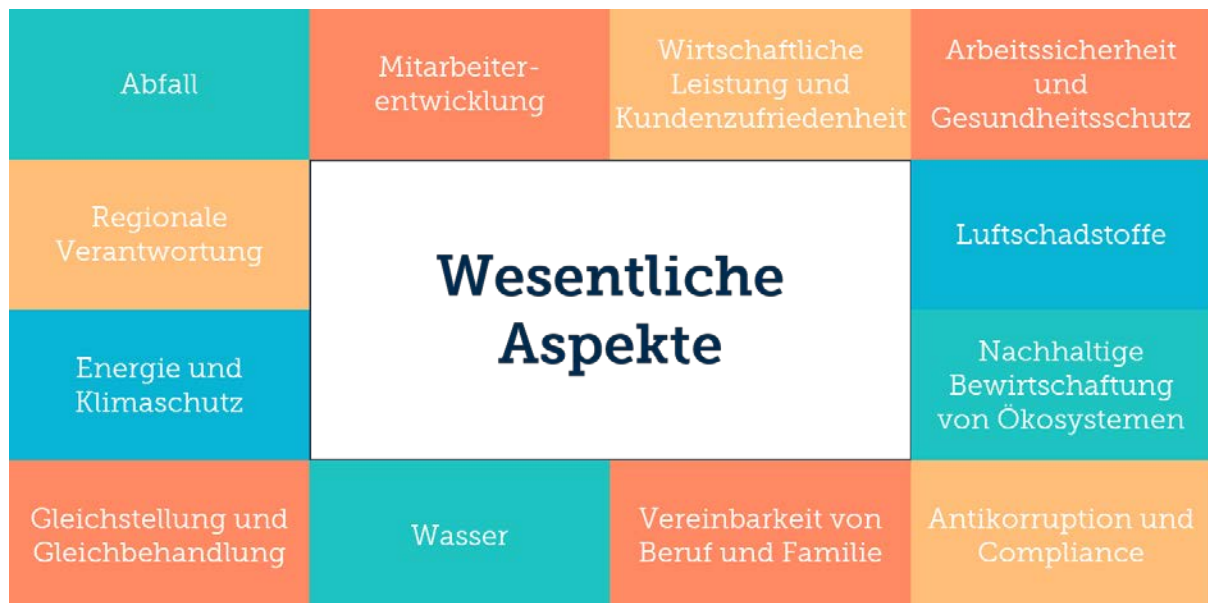 Abfall
Mitarbeiter-
entwicklung
Wirtschaftliche
Leistung und
Kundenzufriedenheit
Arbeitssicherheit
und
Gesundheitsschutz
Regionale
Verantwortung
Wesentliche
Aspekte
Luftschadstoffe
Energie und
Klimaschutz
Nachhaltige
Bewirtschaftung
von Ökosystemen
Gleichstellung und
Gleichbehandlung
Wasser
Vereinbarkeit von
Beruf und Familie
Antikorruption und
Compliance